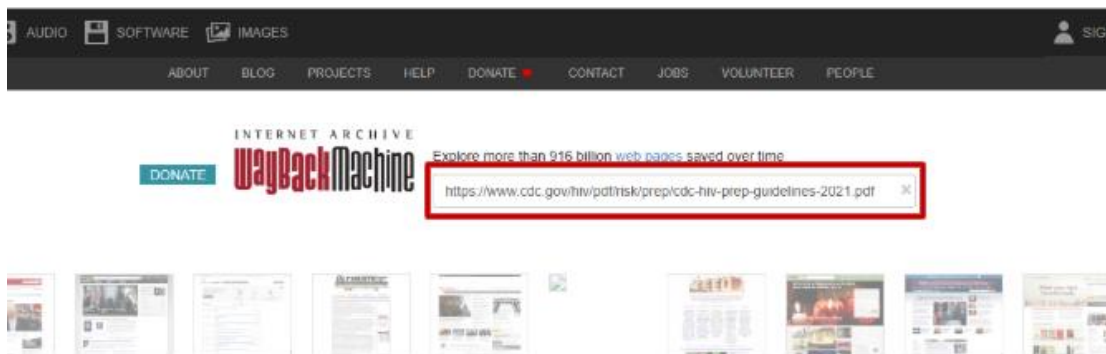 AUDIO SOFTWARE IMAGES
ABOUT BLOG PROJECTS HELP DONATE CONTACT JOBS VOLUNTEER PEOPLE
INTERNET ARCHIVE
WayBackMachine
DONATE
Explore more than 916 billion web pages saved over time
https://www.cdc.gov/hiv/pdf/risk/prep/cdc-hiv-prep-guidelines-2021.pdf